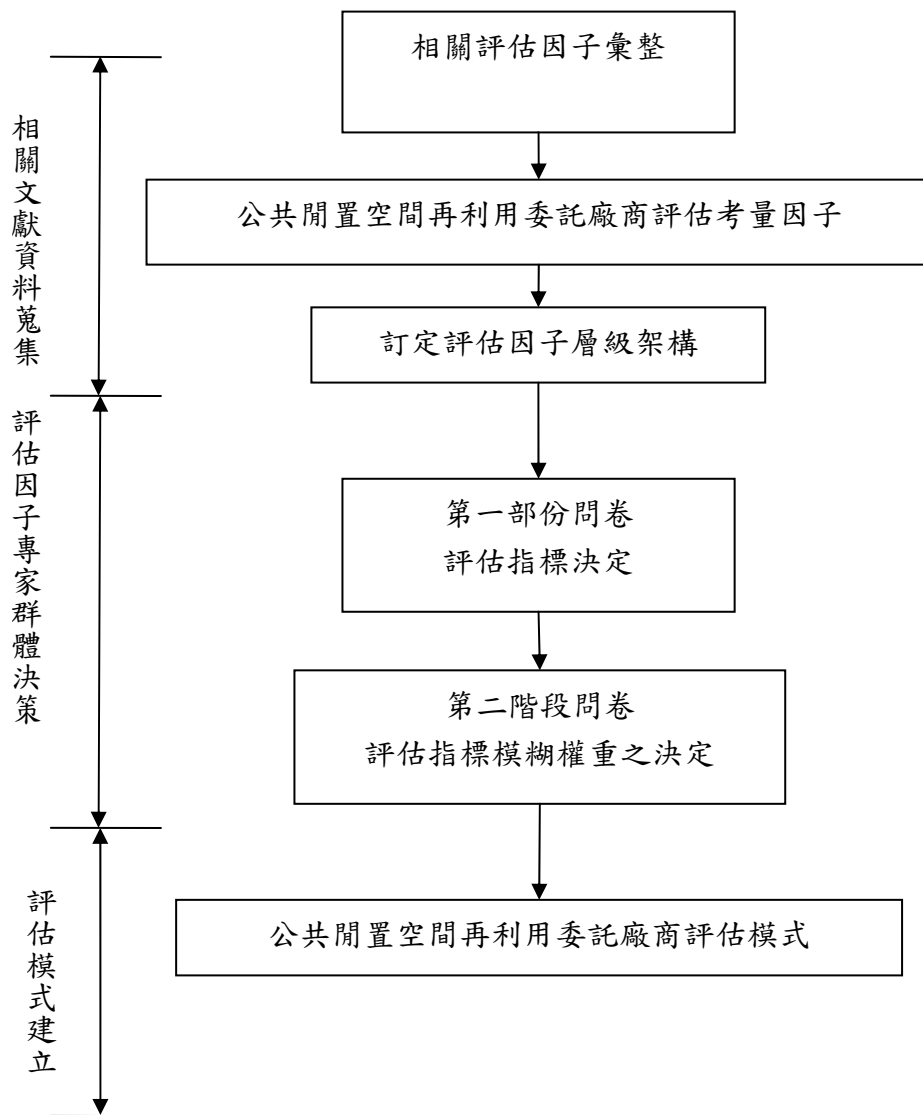 相關評估因子彙整
公共閒置空間再利用委託廠商評估考量因子
訂定評估因子層級架構
相關文獻資料蒐集
第一部份問卷
評估指標決定
第二階段問卷
評估指標模糊權重之決定
評估因子專家群體決策
公共閒置空間再利用委託廠商評估模式
評估模式建立